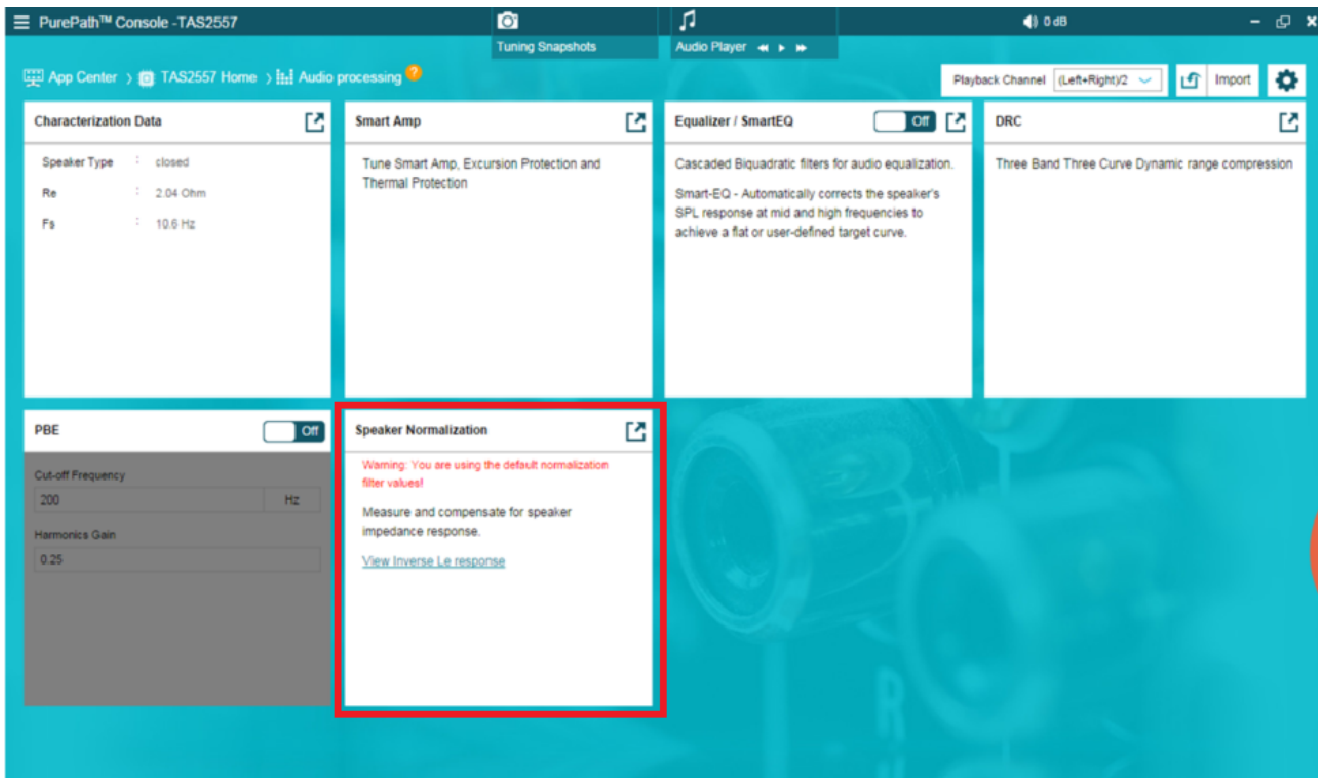 PurePath™ Console -TAS2557
0 dB
Tuning Snapshots
Audio Player
App Center > TAS2557 Home > Audio processing ?
Playback Channel (Left+Right)/2
Import
Characterization Data
Speaker Type : closed
Re : 2.04 Ohm
Fs : 10.6 Hz
Smart Amp
Tune Smart Amp, Excursion Protection and
Thermal Protection
Equalizer / SmartEQ Off
Cascaded Biquadratic filters for audio equalization.
Smart-EQ - Automatically corrects the speaker's
SPL response at mid and high frequencies to
achieve a flat or user-defined target curve.
DRC
Three Band Three Curve Dynamic range compression
PBE Off
Cut-off Frequency
200 Hz
Harmonics Gain
0.25
Speaker Normalization
Warning: You are using the default normalization
filter values!
Measure and compensate for speaker
impedance response.
View Inverse Le response
R